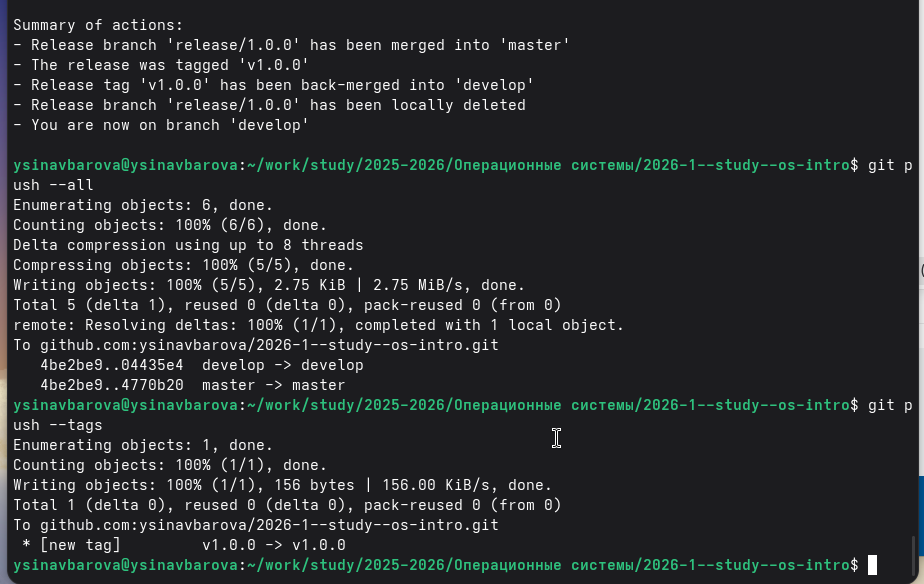 Summary of actions:
- Release branch 'release/1.0.0' has been merged into 'master'
- The release was tagged 'v1.0.0'
- Release tag 'v1.0.0' has been back-merged into 'develop'
- Release branch 'release/1.0.0' has been locally deleted
- You are now on branch 'develop'
ysinavbarova@ysinavbarova:~/work/study/2025-2026/Операционные системы/2026-1--study--os-intro$ git p
ush --all
Enumerating objects: 6, done.
Counting objects: 100% (6/6), done.
Delta compression using up to 8 threads
Compressing objects: 100% (5/5), done.
Writing objects: 100% (5/5), 2.75 KiB | 2.75 MiB/s, done.
Total 5 (delta 1), reused 0 (delta 0), pack-reused 0 (from 0)
remote: Resolving deltas: 100% (1/1), completed with 1 local object.
To github.com:ysinavbarova/2026-1--study--os-intro.git
   4be2be9..04435e4  develop -> develop
   4be2be9..4770b20  master -> master
ysinavbarova@ysinavbarova:~/work/study/2025-2026/Операционные системы/2026-1--study--os-intro$ git p
ush --tags
Enumerating objects: 1, done.
Counting objects: 100% (1/1), done.
Writing objects: 100% (1/1), 156 bytes | 156.00 KiB/s, done.
Total 1 (delta 0), reused 0 (delta 0), pack-reused 0 (from 0)
To github.com:ysinavbarova/2026-1--study--os-intro.git
 * [new tag]         v1.0.0 -> v1.0.0
ysinavbarova@ysinavbarova:~/work/study/2025-2026/Операционные системы/2026-1--study--os-intro$